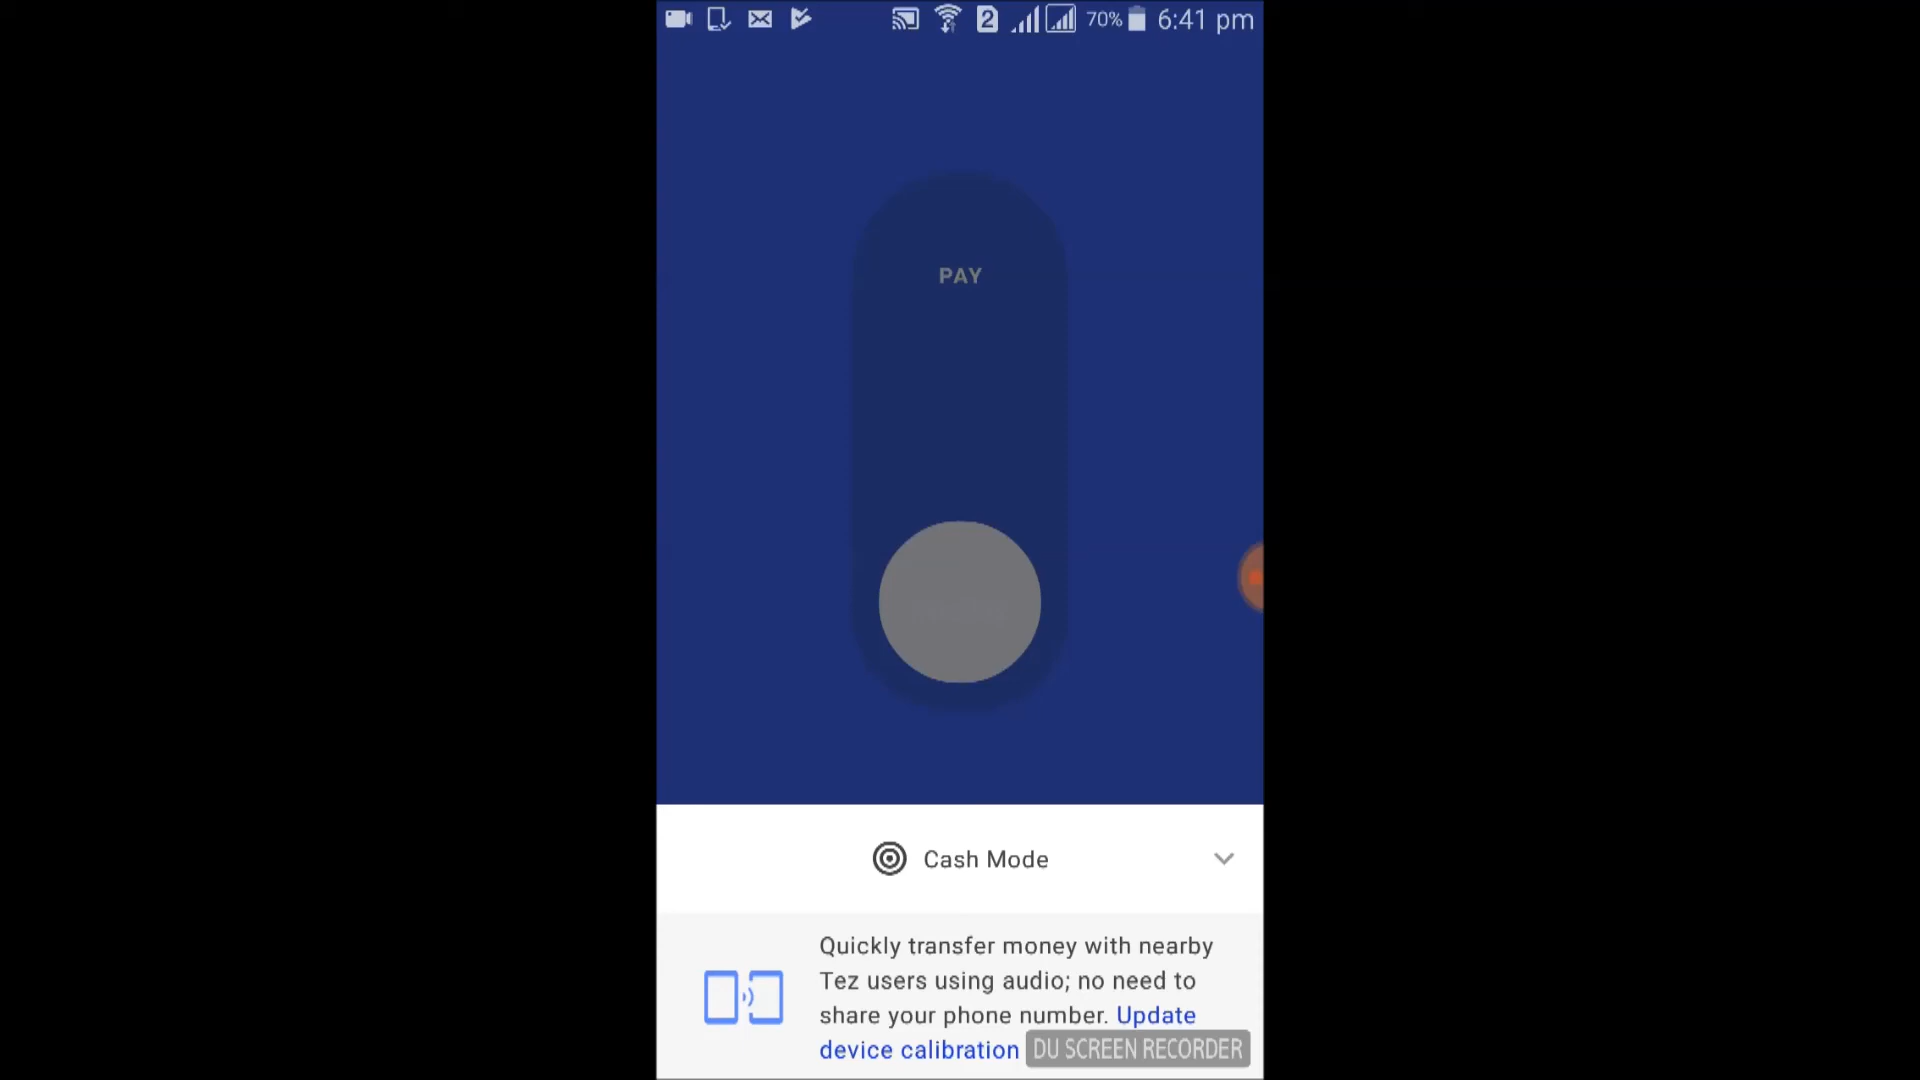 2 70% 6:41 pm
PAY
Cash Mode
Quickly transfer money with nearby
Tez users using audio; no need to
share your phone number. Update
device calibration
DU SCREEN RECORDER